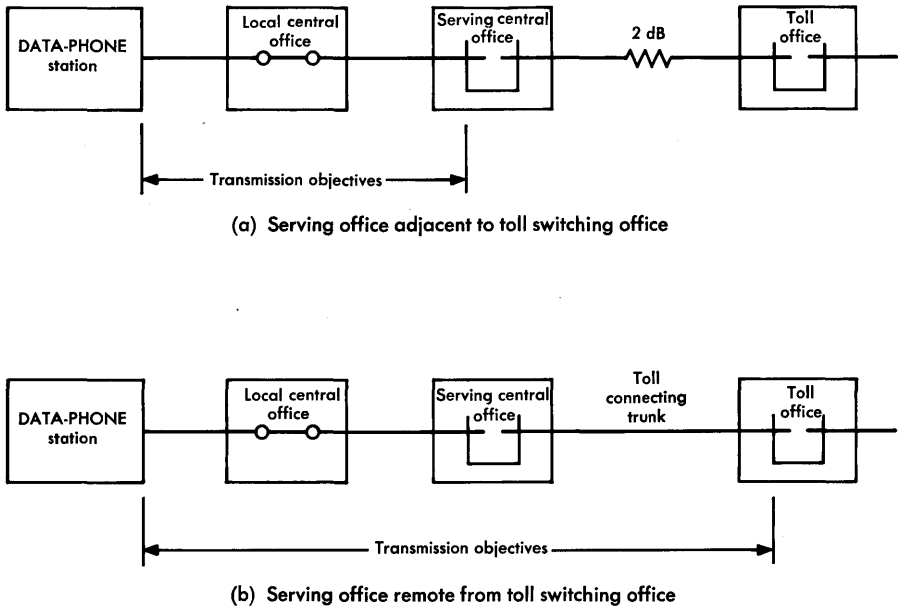 DATA-PHONE
station
Local central
office
Serving central
office
2 dB
Toll
office
Transmission objectives
(a) Serving office adjacent to toll switching office
DATA-PHONE
station
Local central
office
Serving central
office
Toll
connecting
trunk
Toll
office
Transmission objectives
(b) Serving office remote from toll switching office